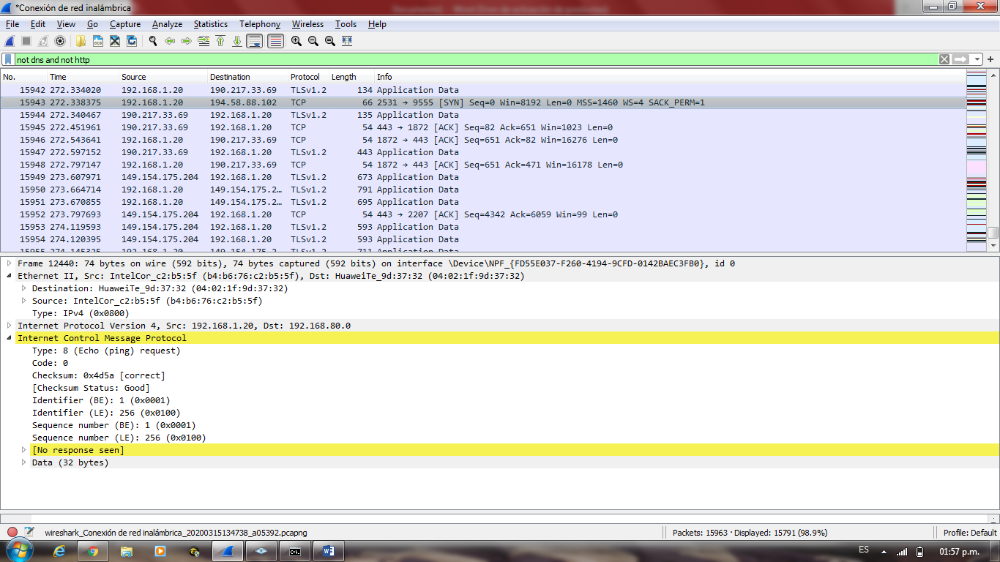 *Conexión de red inalámbrica
File Edit View Go Capture Analyze Statistics Telephony Wireless Tools Help
not dns and not http
No. Time Source Destination Protocol Length Info
15942 272.334020 192.168.1.20 190.217.33.69 TLSv1.2 134 Application Data
15943 272.338375 192.168.1.20 194.58.88.102 TCP 66 2531 → 9555 [SYN] Seq=0 Win=8192 Len=0 MSS=1460 WS=4 SACK_PERM=1
15944 272.340467 190.217.33.69 192.168.1.20 TLSv1.2 135 Application Data
15945 272.451961 190.217.33.69 192.168.1.20 TCP 54 443 → 1872 [ACK] Seq=82 Ack=651 Win=1023 Len=0
15946 272.543641 192.168.1.20 190.217.33.69 TCP 54 1872 → 443 [ACK] Seq=651 Ack=82 Win=16276 Len=0
15947 272.597152 190.217.33.69 192.168.1.20 TLSv1.2 443 Application Data
15948 272.797147 192.168.1.20 190.217.33.69 TCP 54 1872 → 443 [ACK] Seq=651 Ack=471 Win=16178 Len=0
15949 273.607971 149.154.175.204 192.168.1.20 TLSv1.2 673 Application Data
15950 273.664714 192.168.1.20 149.154.175.2… TLSv1.2 791 Application Data
15951 273.670855 192.168.1.20 149.154.175.2… TLSv1.2 695 Application Data
15952 273.797693 149.154.175.204 192.168.1.20 TCP 54 443 → 2207 [ACK] Seq=4342 Ack=6059 Win=99 Len=0
15953 274.119593 149.154.175.204 192.168.1.20 TLSv1.2 593 Application Data
15954 274.120395 149.154.175.204 192.168.1.20 TLSv1.2 593 Application Data
Frame 12440: 74 bytes on wire (592 bits), 74 bytes captured (592 bits) on interface \Device\NPF_{FD55E037-F260-4194-9CFD-0142BAEC3FB0}, id 0
Ethernet II, Src: IntelCor_c2:b5:5f (b4:b6:76:c2:b5:5f), Dst: HuaweiTe_9d:37:32 (04:02:1f:9d:37:32)
Destination: HuaweiTe_9d:37:32 (04:02:1f:9d:37:32)
Source: IntelCor_c2:b5:5f (b4:b6:76:c2:b5:5f)
Type: IPv4 (0x0800)
Internet Protocol Version 4, Src: 192.168.1.20, Dst: 192.168.80.0
Internet Control Message Protocol
Type: 8 (Echo (ping) request)
Code: 0
Checksum: 0x4d5a [correct]
[Checksum Status: Good]
Identifier (BE): 1 (0x0001)
Identifier (LE): 256 (0x0100)
Sequence number (BE): 1 (0x0001)
Sequence number (LE): 256 (0x0100)
[No response seen]
Data (32 bytes)
wireshark_Conexión de red inalámbrica_20200315134738_a05392.pcapng
Packets: 15963 · Displayed: 15791 (98.9%)
Profile: Default
ES
01:57 p.m.